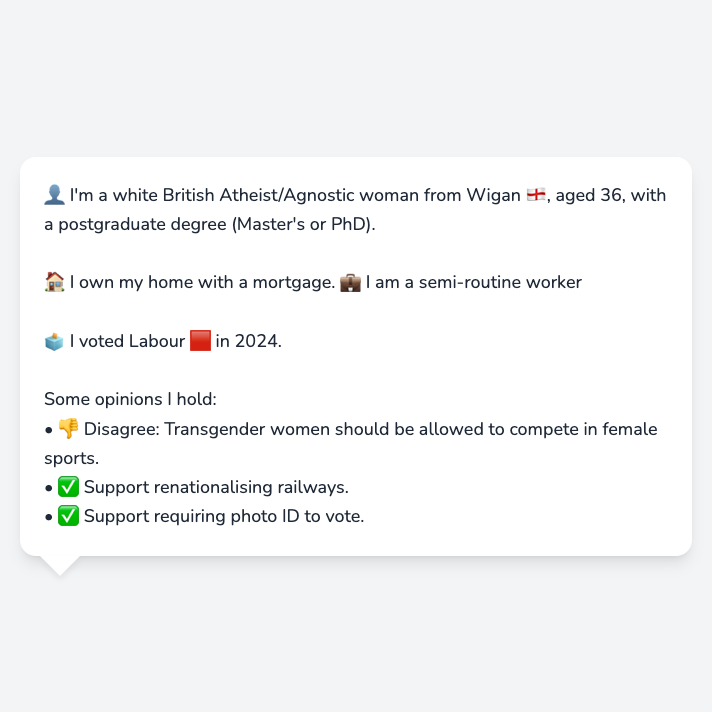 👤 I'm a white British Atheist/Agnostic woman from Wigan 🏴󠁧󠁢󠁥󠁮󠁧󠁿, aged 36, with
a postgraduate degree (Master's or PhD).
🏠 I own my home with a mortgage. 💼 I am a semi-routine worker
🗳️ I voted Labour 🟥 in 2024.
Some opinions I hold:
• 👎 Disagree: Transgender women should be allowed to compete in female
sports.
• ✅ Support renationalising railways.
• ✅ Support requiring photo ID to vote.